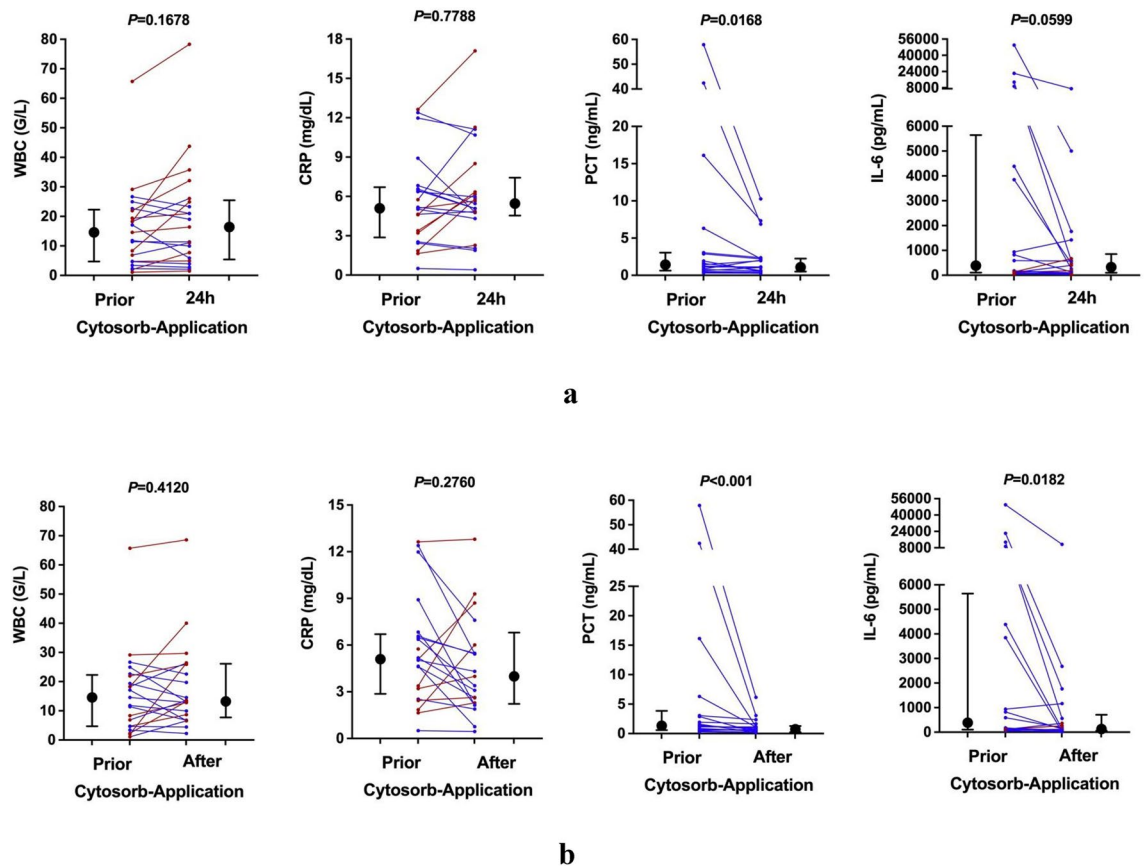 P=0.1678
WBC (G/L)
80
70
60
50
40
30
20
10
0
Prior 24h
Cytosorb-Application
P=0.7788
CRP (mg/dL)
18
15
12
9
6
3
0
Prior 24h
Cytosorb-Application
P=0.0168
PCT (ng/mL)
60
50
40
30
20
15
10
5
0
Prior 24h
Cytosorb-Application
P=0.0599
IL-6 (pg/mL)
56000
40000
24000
8000
6000
5000
4000
3000
2000
1000
0
Prior 24h
Cytosorb-Application
a
P=0.4120
WBC (G/L)
80
70
60
50
40
30
20
10
0
Prior After
Cytosorb-Application
P=0.2760
CRP (mg/dL)
15
12
9
6
3
0
Prior After
Cytosorb-Application
P<0.001
PCT (ng/mL)
60
50
40
30
25
20
15
10
5
0
Prior After
Cytosorb-Application
P=0.0182
IL-6 (pg/mL)
56000
40000
24000
8000
6000
5000
4000
3000
2000
1000
0
Prior After
Cytosorb-Application
b